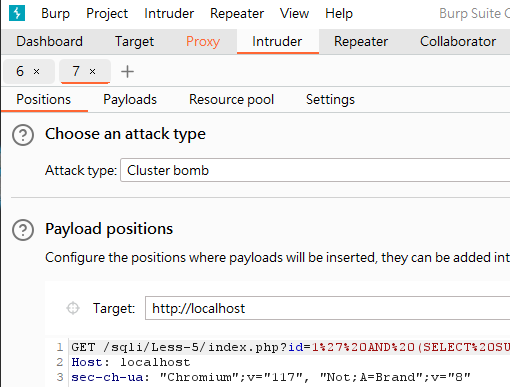 Burp Project Intruder Repeater View Help Burp Suite C
Dashboard Target Proxy Intruder Repeater Collaborator
6 × 7 × +
Positions Payloads Resource pool Settings
? Choose an attack type
Attack type: Cluster bomb
? Payload positions
Configure the positions where payloads will be inserted, they can be added int
Target: http://localhost
1 GET /sqli/Less-5/index.php?id=1%27%20AND%20(SELECT%20SU
2 Host: localhost
3 sec-ch-ua: "Chromium";v="117", "Not;A=Brand";v="8"